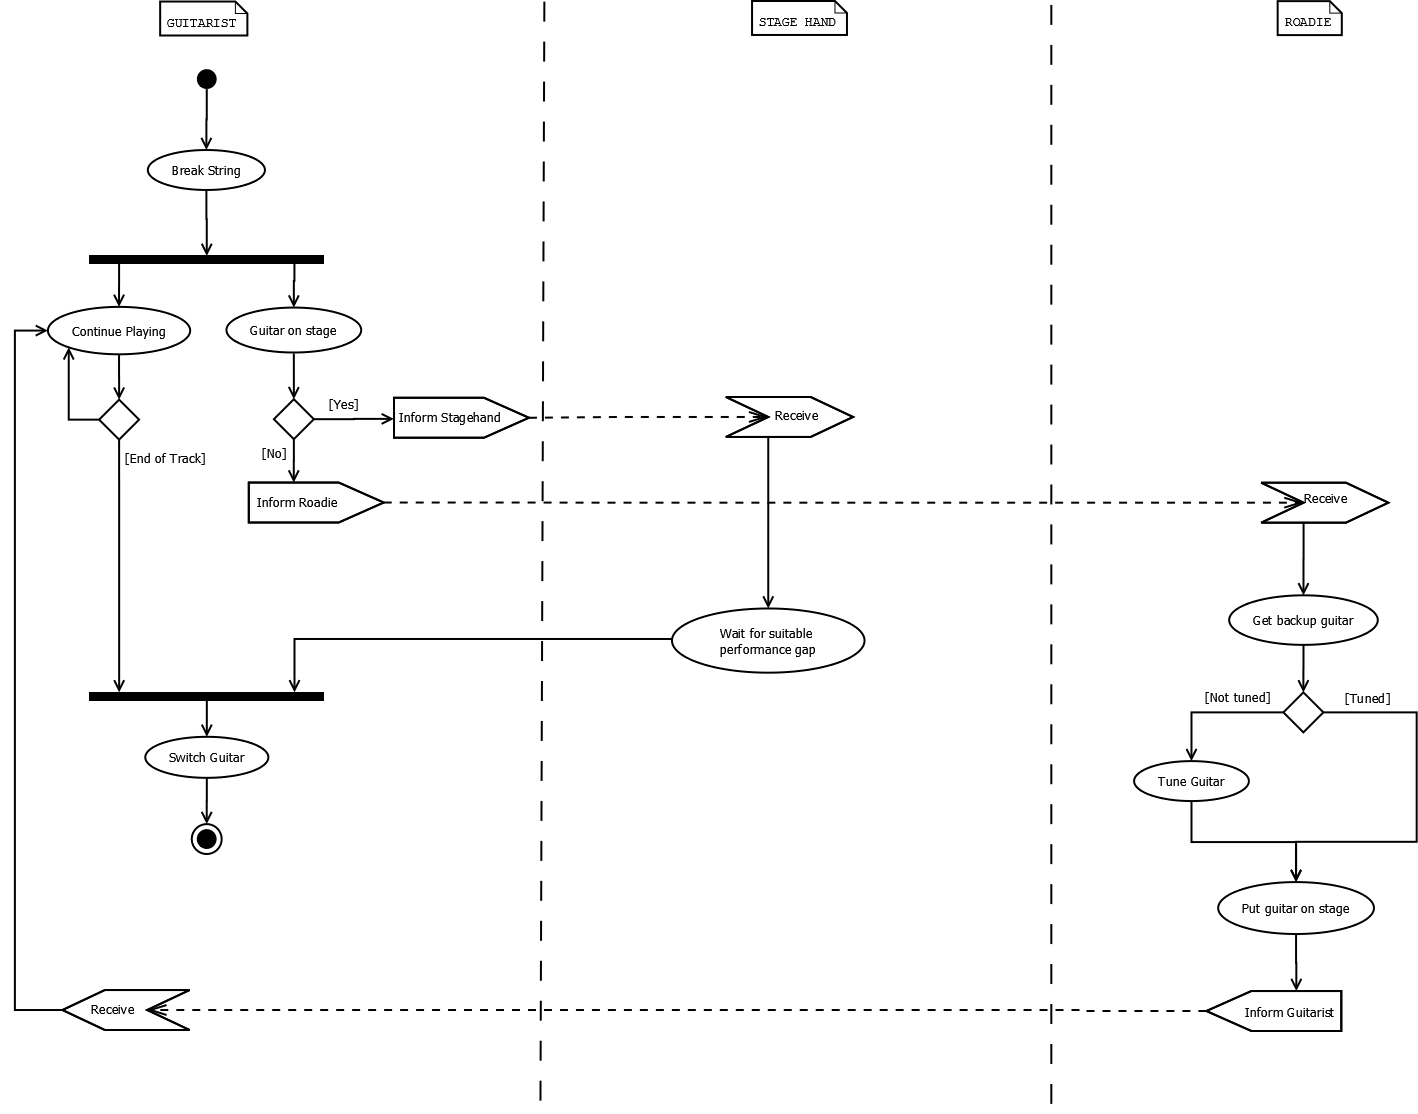 GUITARIST
STAGE HAND
ROADIE
Break String
Continue Playing
Guitar on stage
[Yes]
Inform Stagehand
Receive
[End of Track]
[No]
Inform Roadie
Receive
Get backup guitar
Wait for suitable
performance gap
[Not tuned]
[Tuned]
Switch Guitar
Tune Guitar
Put guitar on stage
Receive
Inform Guitarist